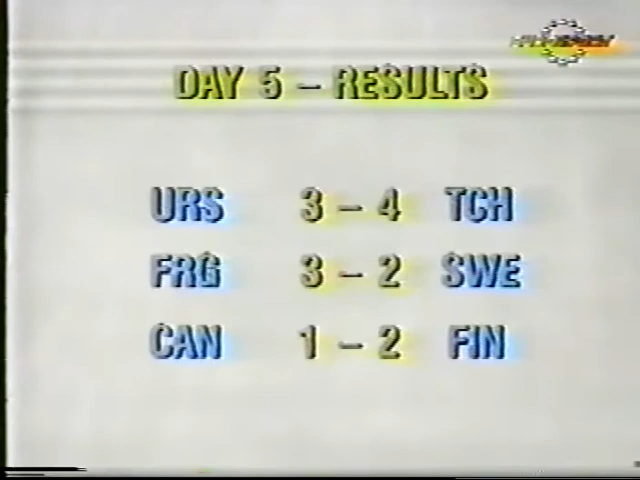 DAY 5 – RESULTS
URS 3 – 4 TCH
FRG 3 – 2 SWE
CAN 1 – 2 FIN